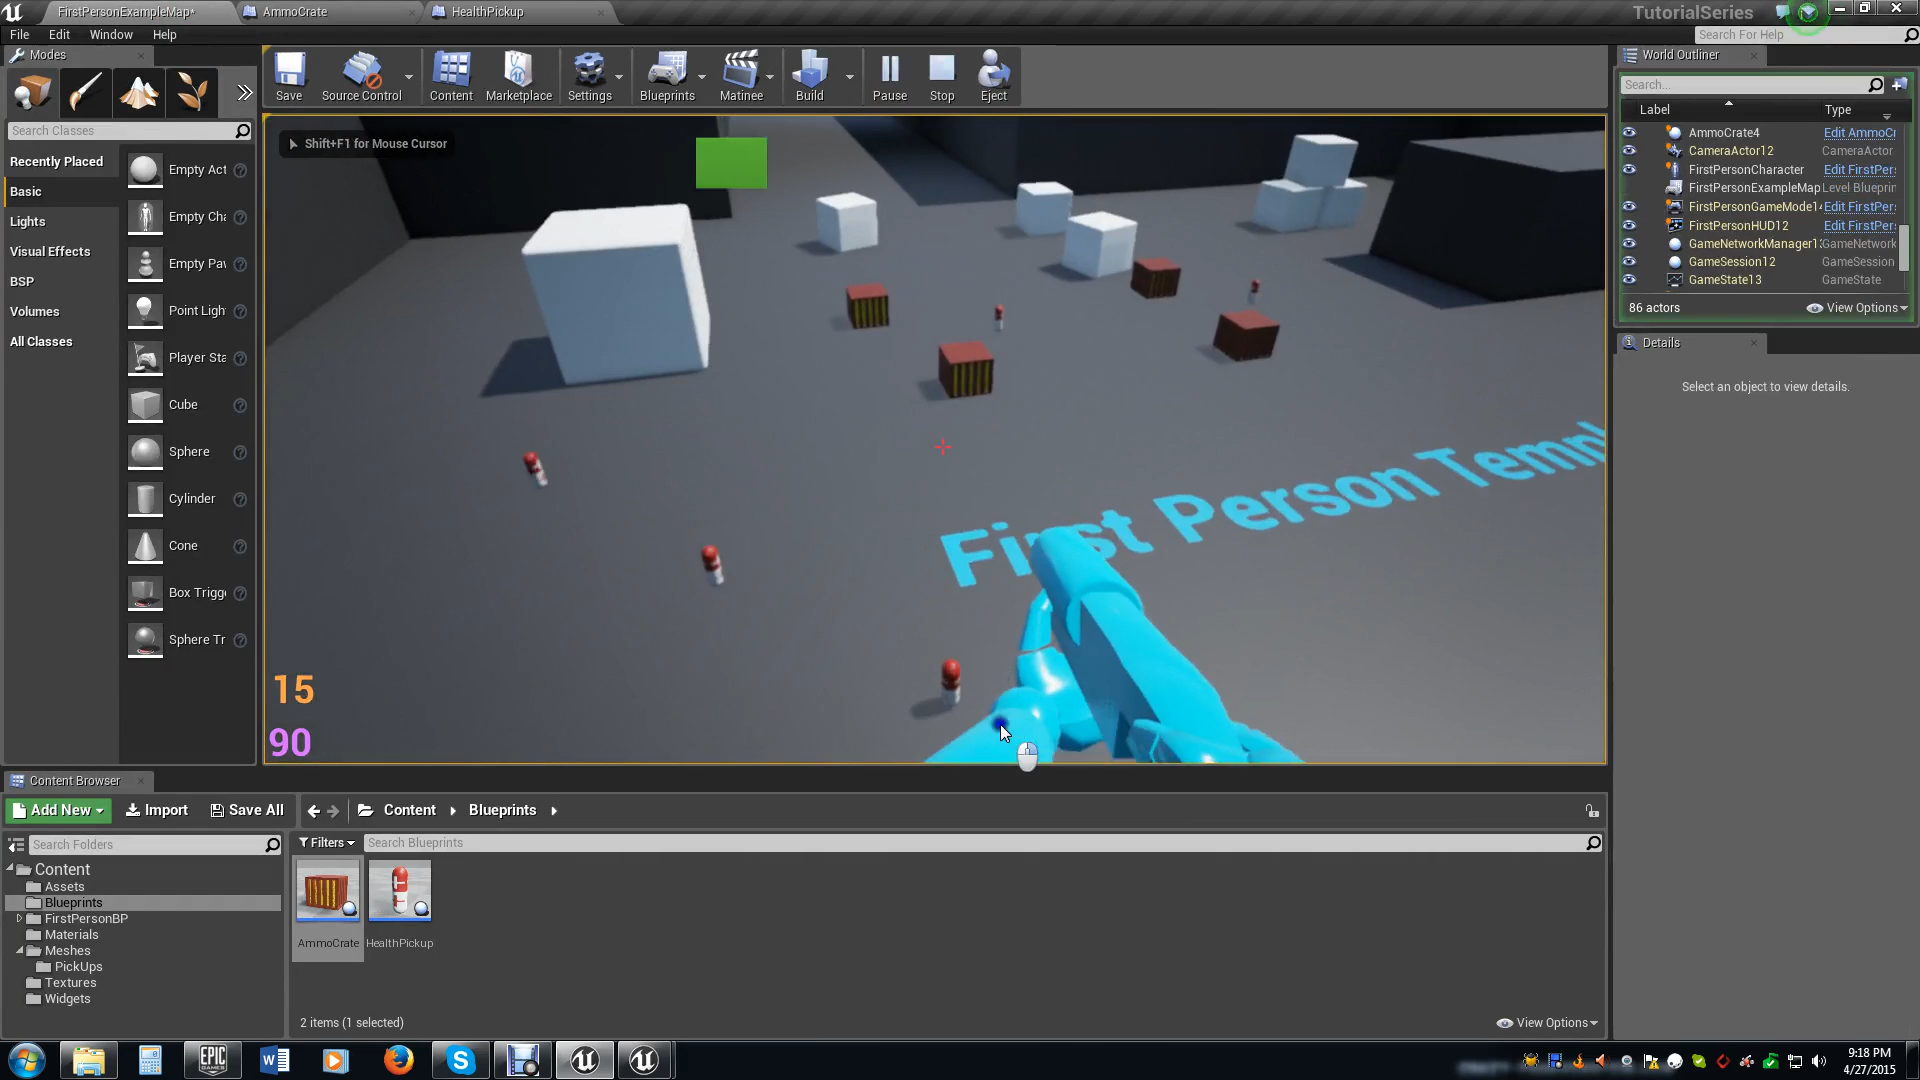 FirstPersonExampleMap*
AmmoCrate
HealthPickup
TutorialSeries
File Edit Window Help
Search For Help
Modes
Save
Source Control
Content
Marketplace
Settings
Blueprints
Matinee
Build
Pause
Stop
Eject
Search Classes
Recently Placed
Basic
Lights
Visual Effects
BSP
Volumes
All Classes
Empty Act
Empty Cha
Empty Pav
Point Ligh
Player Sta
Cube
Sphere
Cylinder
Cone
Box Trigg
Sphere Tr
Shift+F1 for Mouse Cursor
First Person Templ
15
90
World Outliner
Search...
Label Type
AmmoCrate4 Edit AmmoCr
CameraActor12 CameraActor
FirstPersonCharacter Edit FirstPers
FirstPersonExampleMap Level Blueprin
FirstPersonGameMode14 Edit FirstPers
FirstPersonHUD12 Edit FirstPers
GameNetworkManager1 GameNetwork
GameSession12 GameSession
GameState13 GameState
86 actors
View Options
Details
Select an object to view details.
Content Browser
Add New Import Save All Content Blueprints
Search Folders
Filters Search Blueprints
Content
Assets
Blueprints
FirstPersonBP
Materials
Meshes
PickUps
Textures
Widgets
AmmoCrate
HealthPickup
2 items (1 selected)
View Options
EPIC GAMES
9:18 PM
4/27/2015